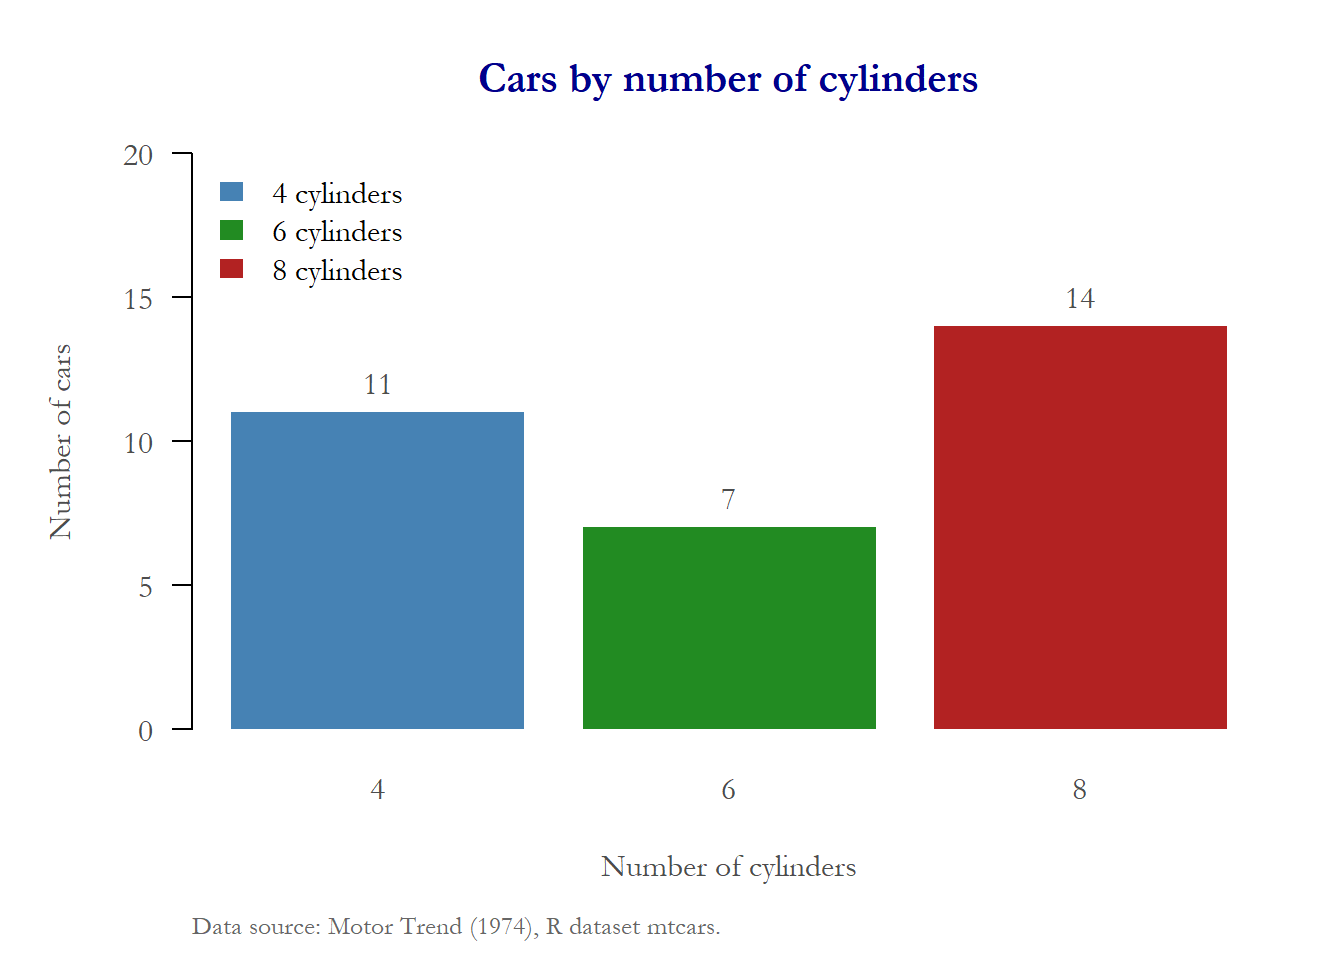 Cars by number of cylinders
20
4 cylinders
6 cylinders
8 cylinders
15
14
11
Number of cars
10
7
5
0
4 6 8
Number of cylinders
Data source: Motor Trend (1974), R dataset mtcars.